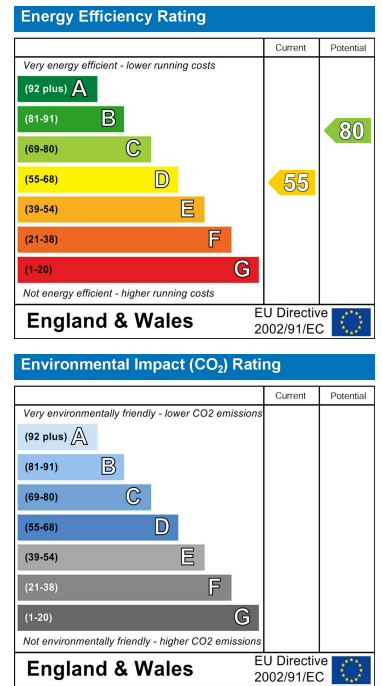 Energy Efficiency Rating
Current Potential
Very energy efficient - lower running costs
(92 plus) A
(81-91) B
(69-80) C
(55-68) D
(39-54) E
(21-38) F
(1-20) G
55
80
Not energy efficient - higher running costs
England & Wales
EU Directive
2002/91/EC
Environmental Impact (CO₂) Rating
Current Potential
Very environmentally friendly - lower CO2 emissions
(92 plus) A
(81-91) B
(69-80) C
(55-68) D
(39-54) E
(21-38) F
(1-20) G
Not environmentally friendly - higher CO2 emissions
England & Wales
EU Directive
2002/91/EC